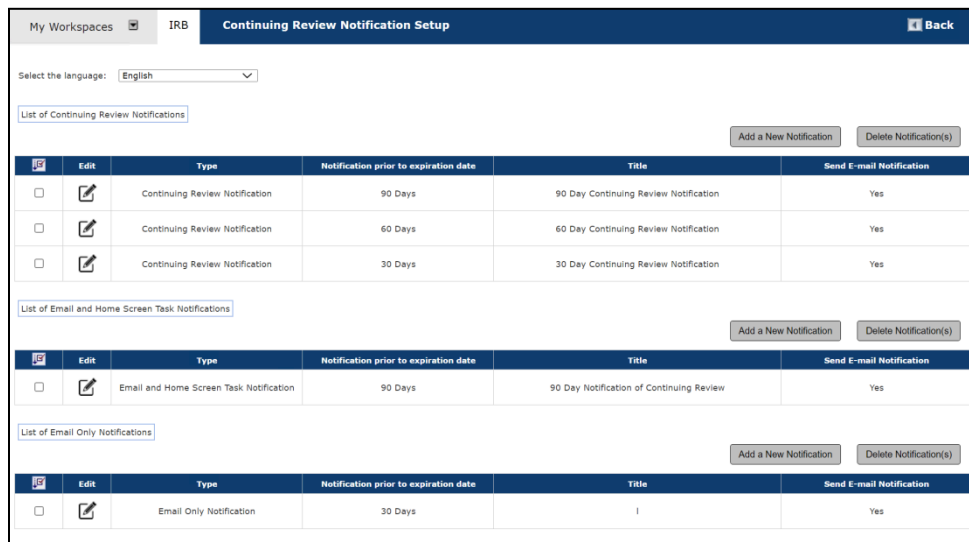 My Workspaces IRB Continuing Review Notification Setup Back
Select the language: English
List of Continuing Review Notifications
Add a New Notification Delete Notification(s)
Edit Type Notification prior to expiration date Title Send E-mail Notification
Continuing Review Notification 90 Days 90 Day Continuing Review Notification Yes
Continuing Review Notification 60 Days 60 Day Continuing Review Notification Yes
Continuing Review Notification 30 Days 30 Day Continuing Review Notification Yes
List of Email and Home Screen Task Notifications
Add a New Notification Delete Notification(s)
Edit Type Notification prior to expiration date Title Send E-mail Notification
Email and Home Screen Task Notification 90 Days 90 Day Notification of Continuing Review Yes
List of Email Only Notifications
Add a New Notification Delete Notification(s)
Edit Type Notification prior to expiration date Title Send E-mail Notification
Email Only Notification 30 Days l Yes